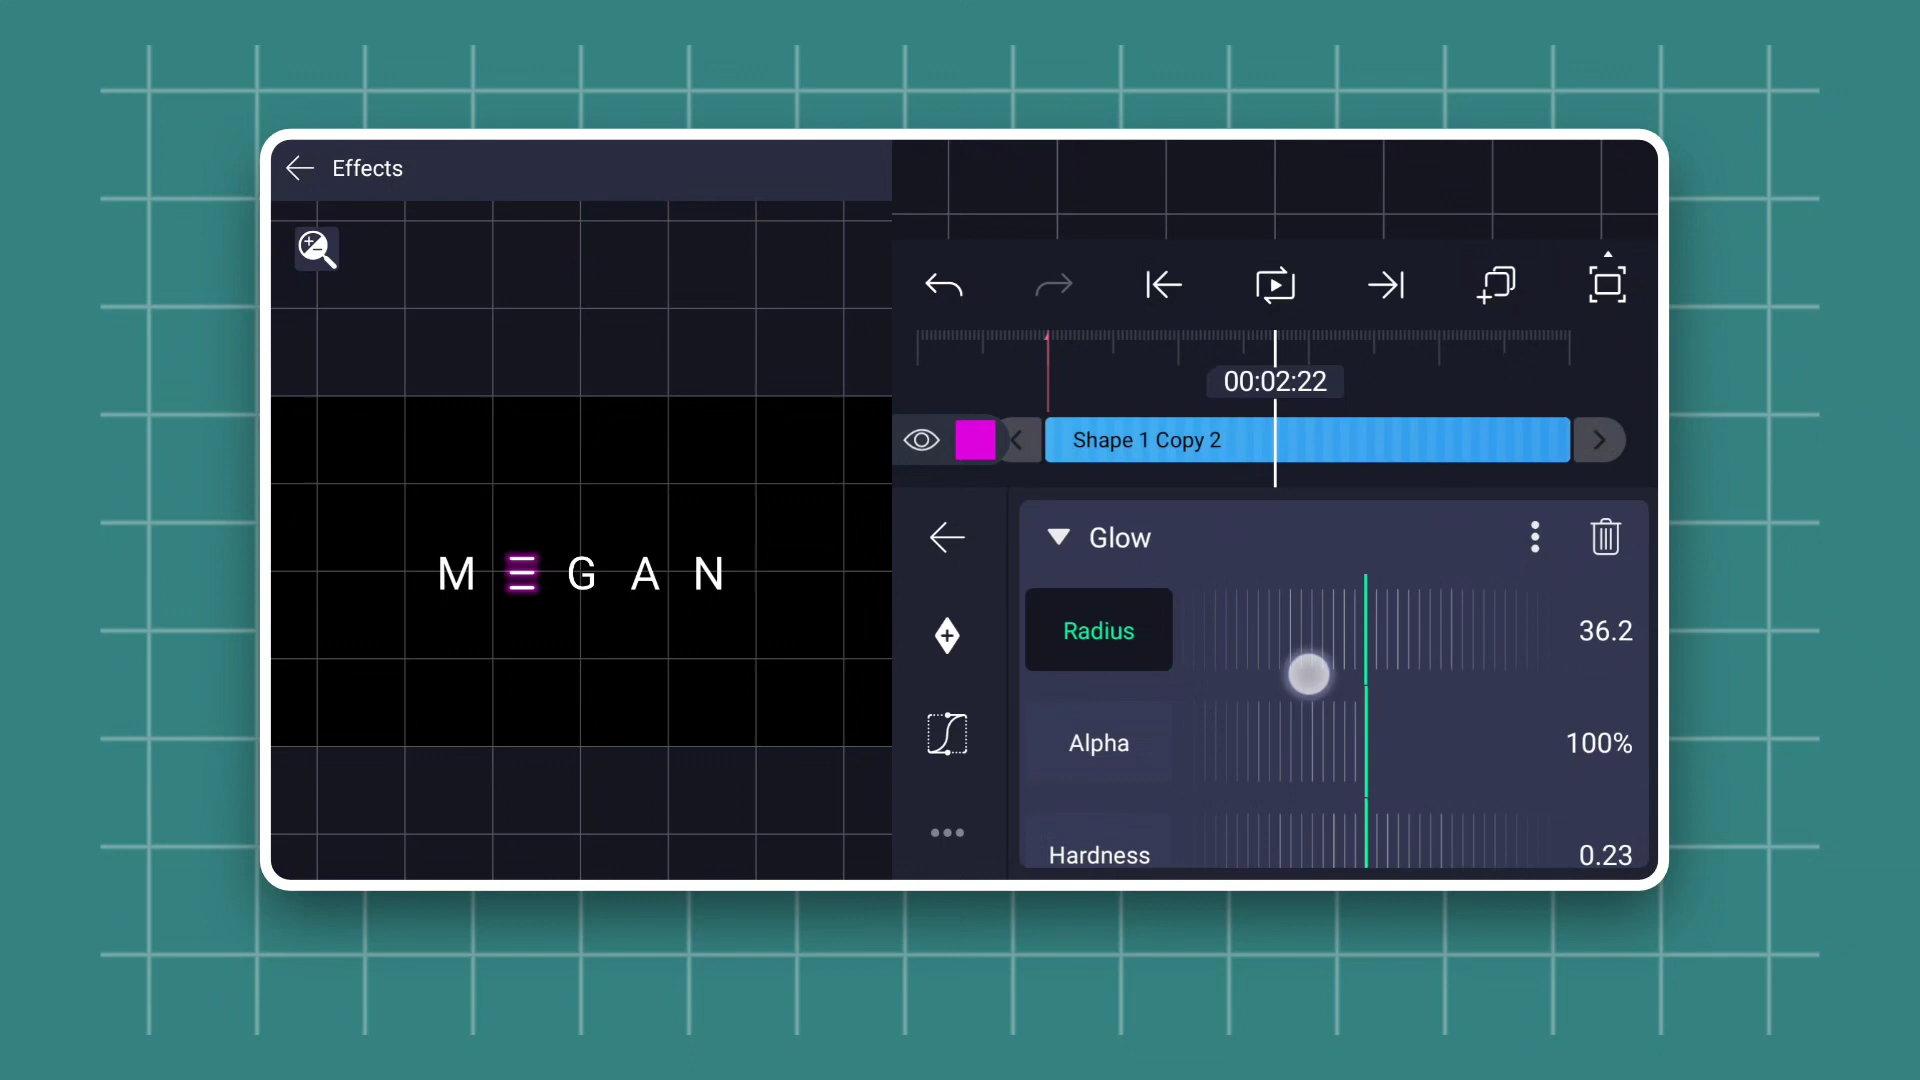 Effects
M Ξ G A N
00:02:22
Shape 1 Copy 2
Glow
Radius 36.2
Alpha 100%
Hardness 0.23